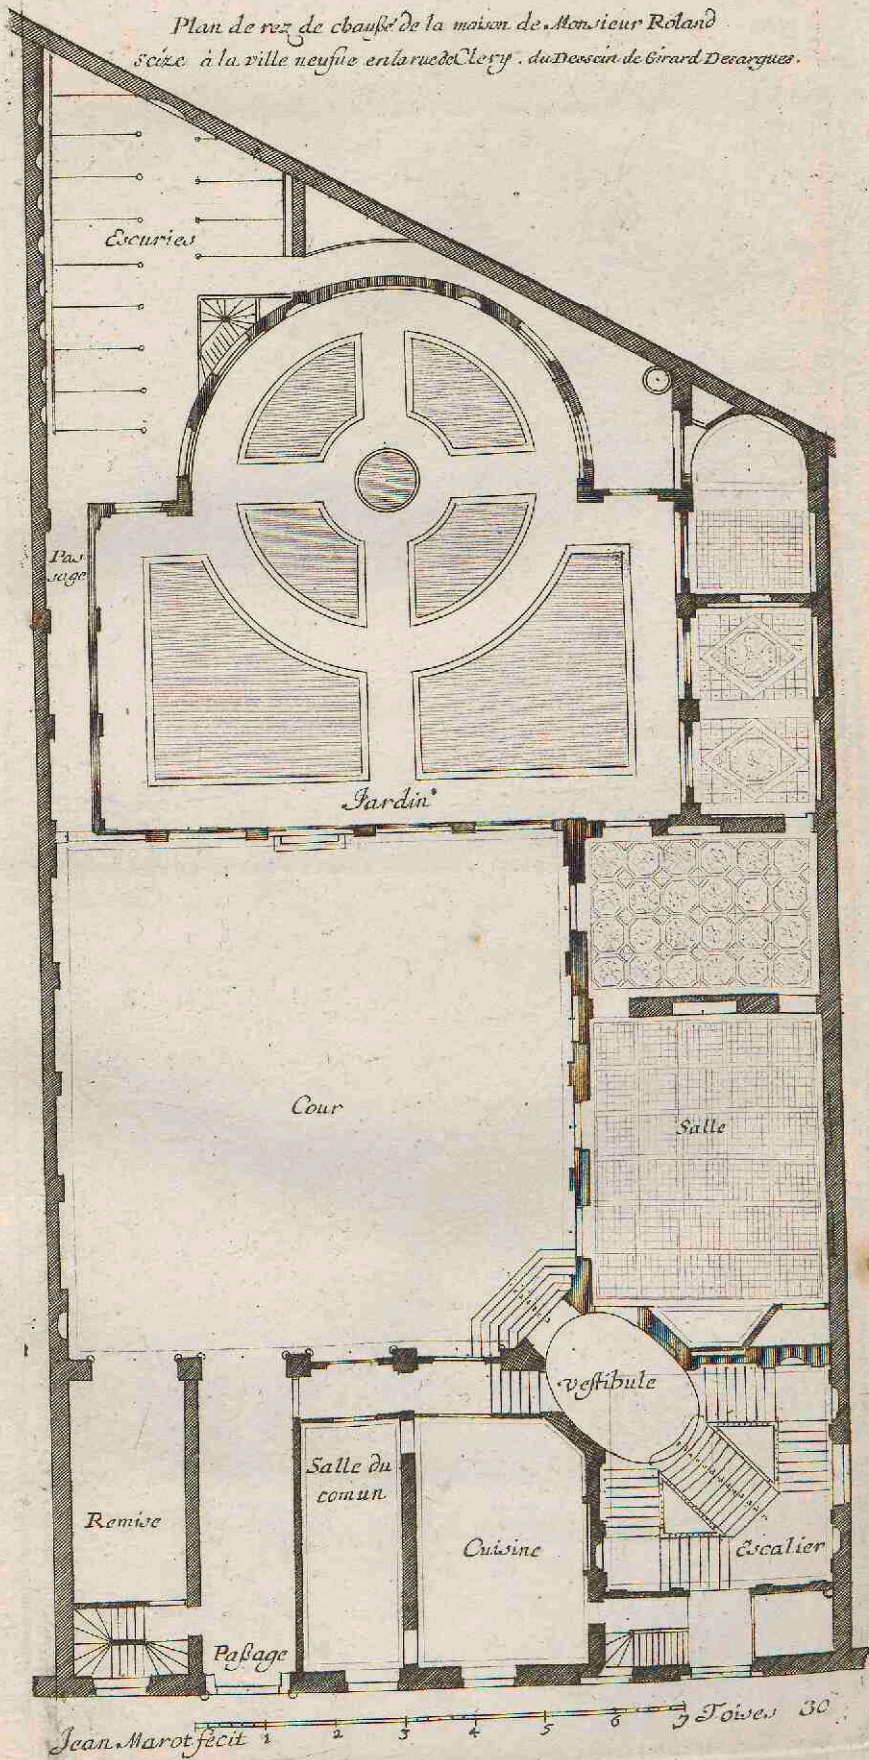 Plan de rez de chaußé de la maison de Monsieur Roland
Scize à la ville neufue en la rue de Clery . du Dessein de Girard Desargues.
Escuries
Pas
sage
Jardin
Cour
Salle
vestibule
Salle du
comun
Remise
Cuisine
Escalier
Paßage
1 2 3 4 5 6 7 Toises 30
Jean Marot fecit